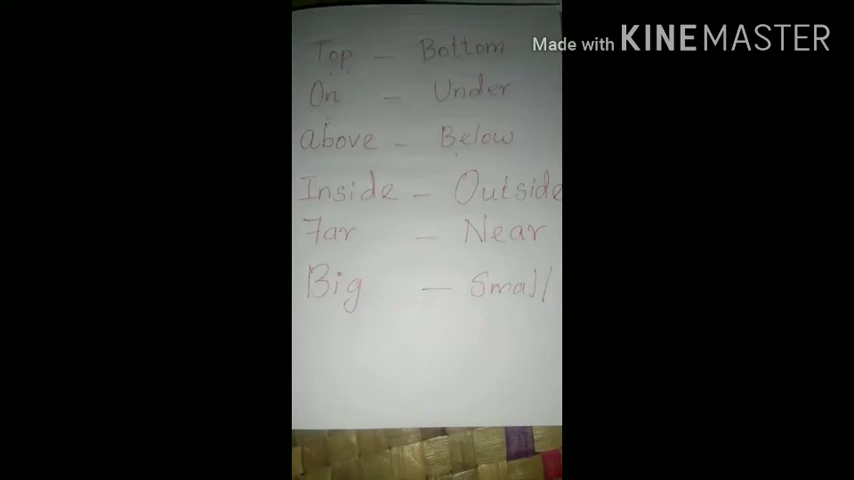 Top - Bottom
Made with KINEMASTER
On - Under
above - Below
Inside - Outside
Far - Near
Big - Small